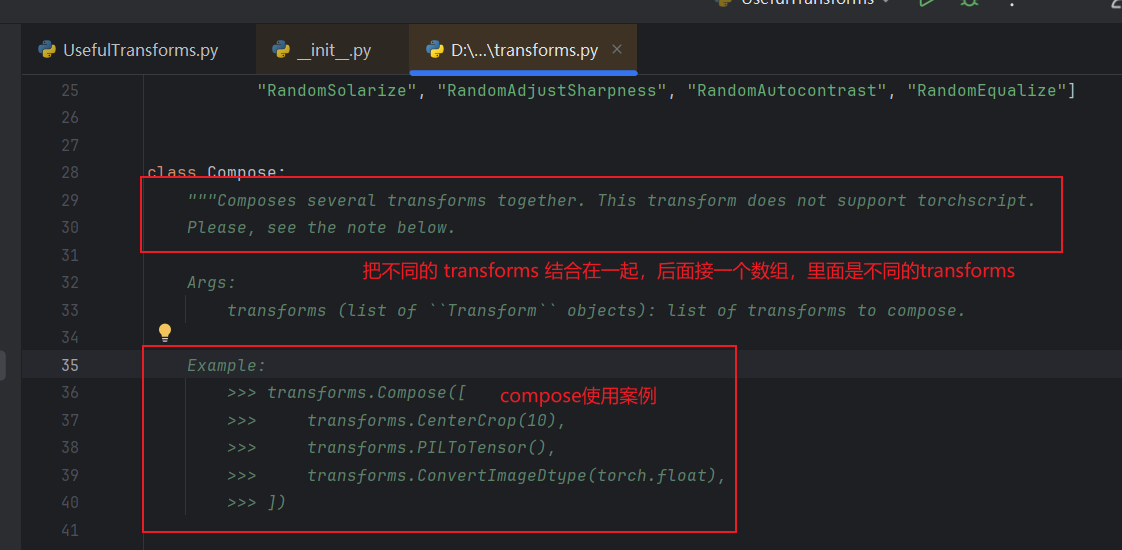 UsefulTransforms
UsefulTransforms.py
__init__.py
D:\...\transforms.py
25 "RandomSolarize", "RandomAdjustSharpness", "RandomAutocontrast", "RandomEqualize"]
26
27
28 class Compose:
29 """Composes several transforms together. This transform does not support torchscript.
30 Please, see the note below.
31
把不同的 transforms 结合在一起，后面接一个数组，里面是不同的transforms
32 Args:
33 transforms (list of ``Transform`` objects): list of transforms to compose.
34
35 Example:
36 >>> transforms.Compose([
compose使用案例
37 >>> transforms.CenterCrop(10),
38 >>> transforms.PILToTensor(),
39 >>> transforms.ConvertImageDtype(torch.float),
40 >>> ])
41